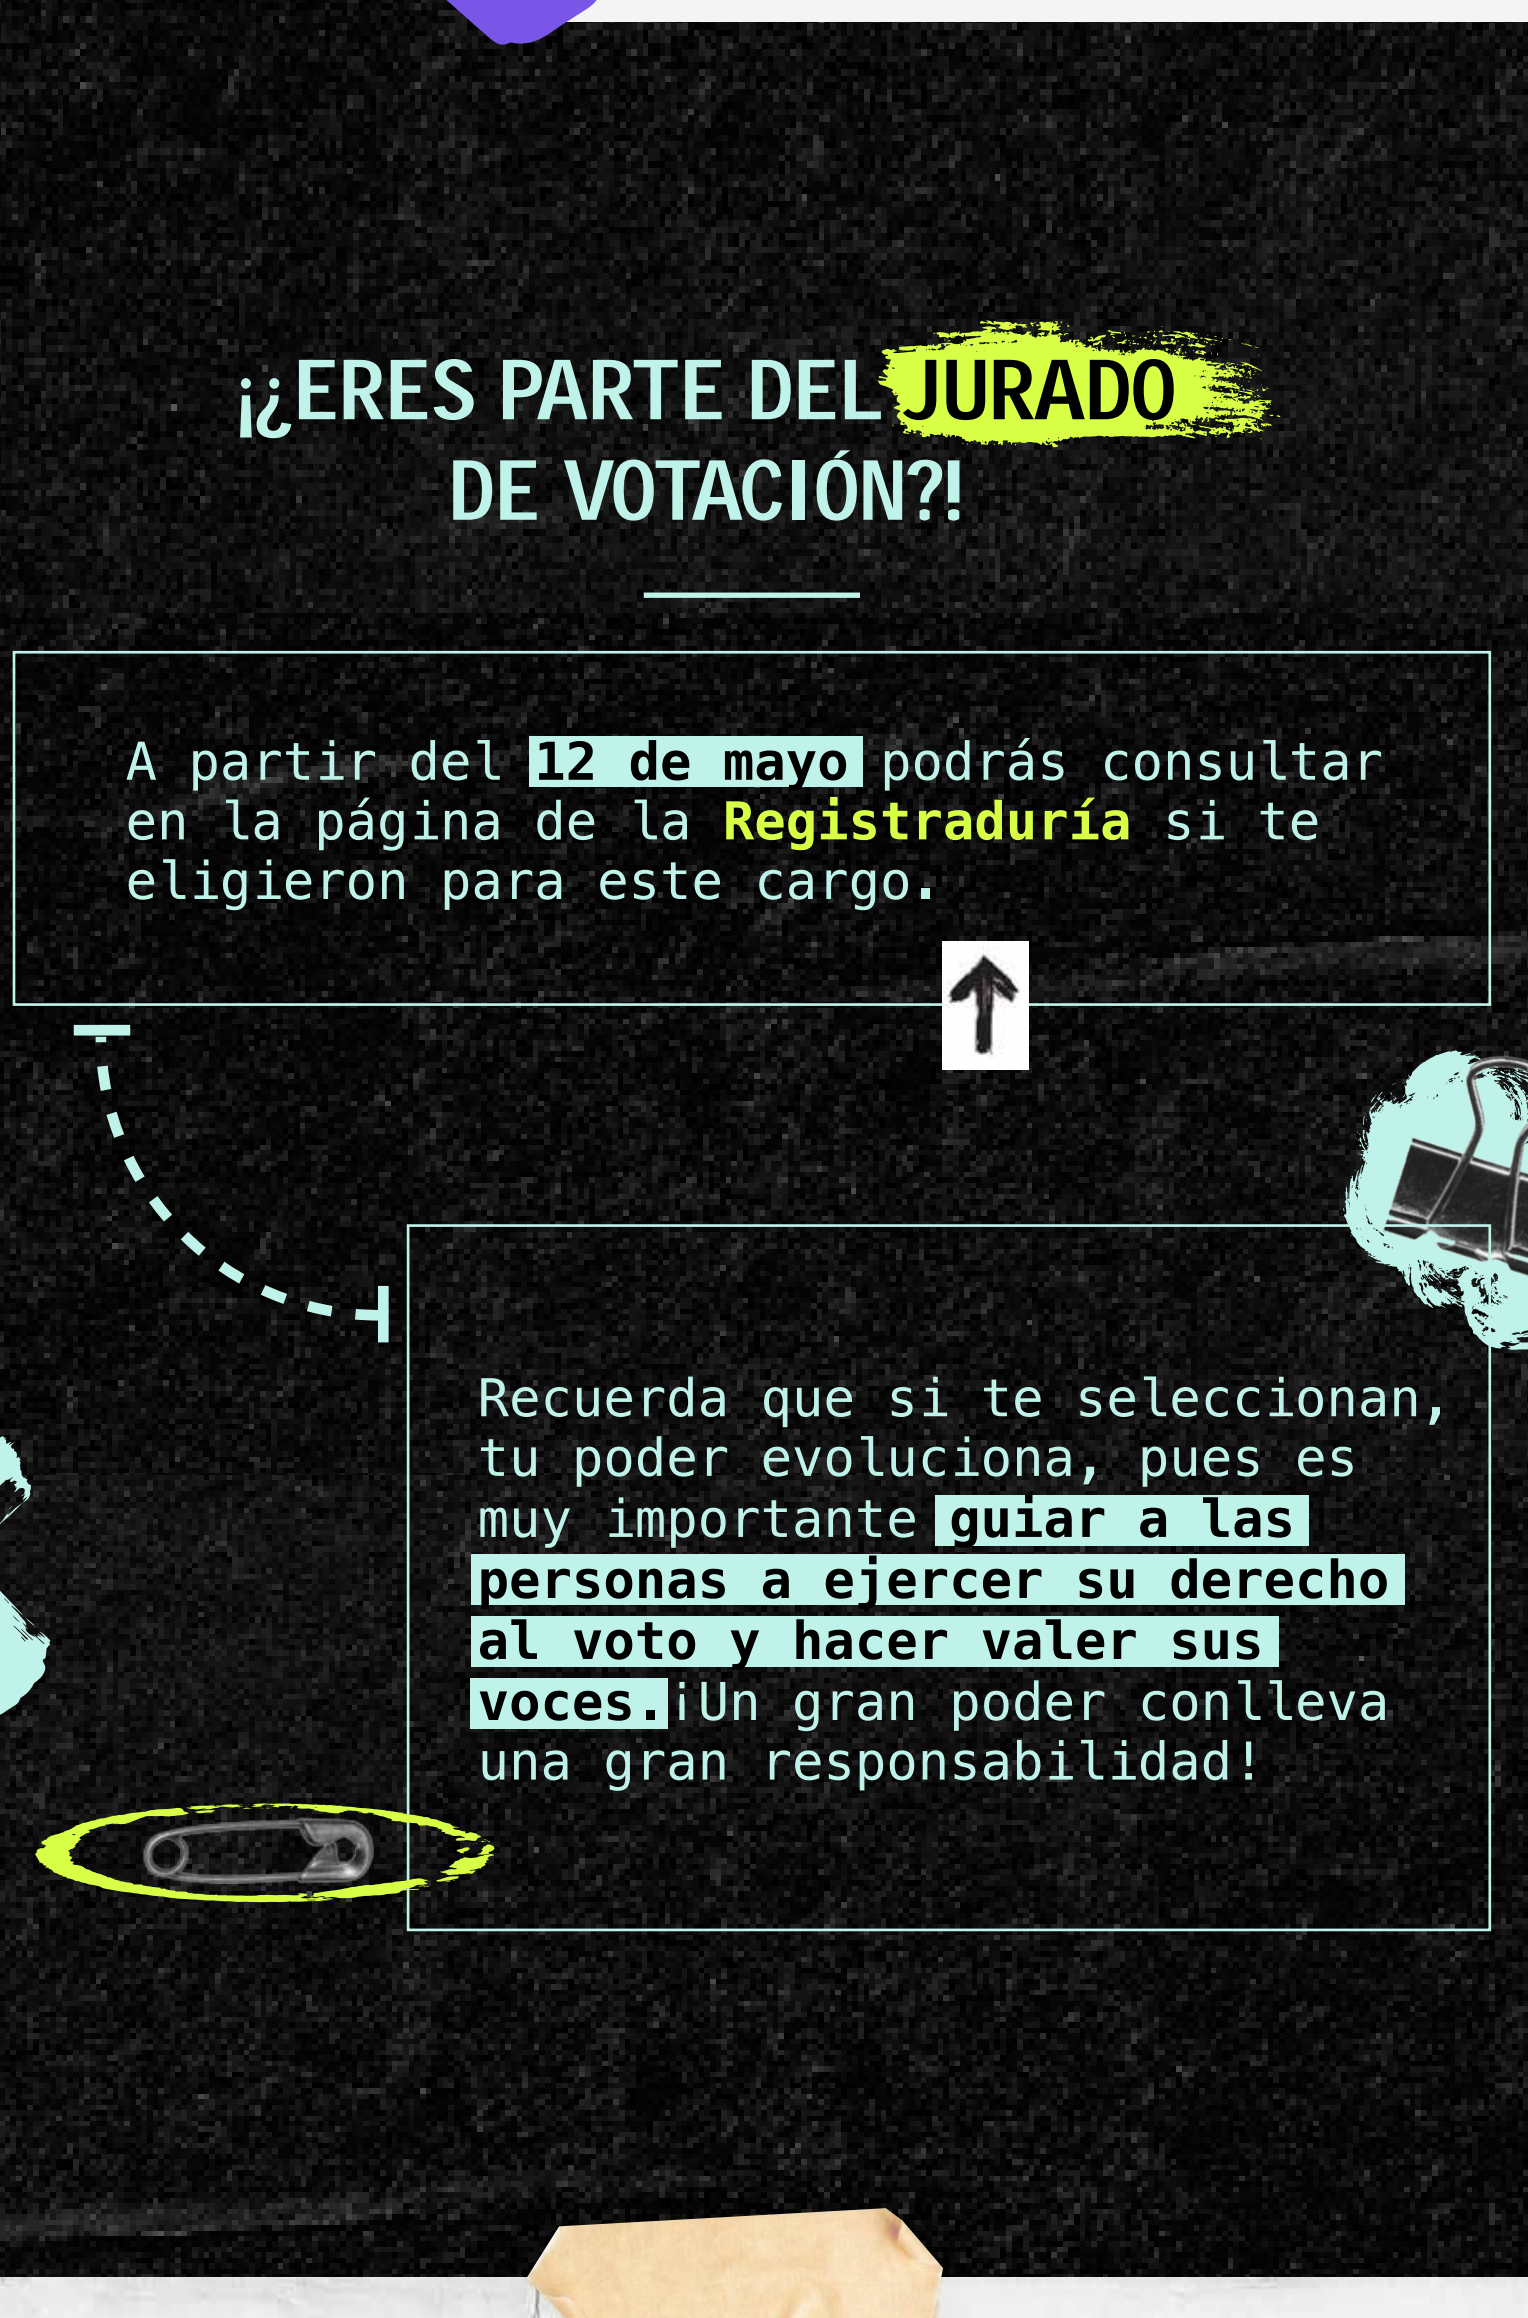 ¡¿ERES PARTE DEL JURADO
DE VOTACIÓN?!
A partir del 12 de mayo podrás consultar
en la página de la Registraduría si te
eligieron para este cargo.
Recuerda que si te seleccionan,
tu poder evoluciona, pues es
muy importante guiar a las
personas a ejercer su derecho
al voto y hacer valer sus
voces.¡Un gran poder conlleva
una gran responsabilidad!